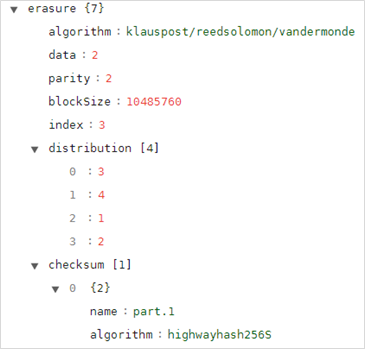 erasure {7}
algorithm : klauspost/reedsolomon/vandermonde
data : 2
parity : 2
blockSize : 10485760
index : 3
distribution [4]
0 : 3
1 : 4
2 : 1
3 : 2
checksum [1]
0 {2}
name : part.1
algorithm : highwayhash256S